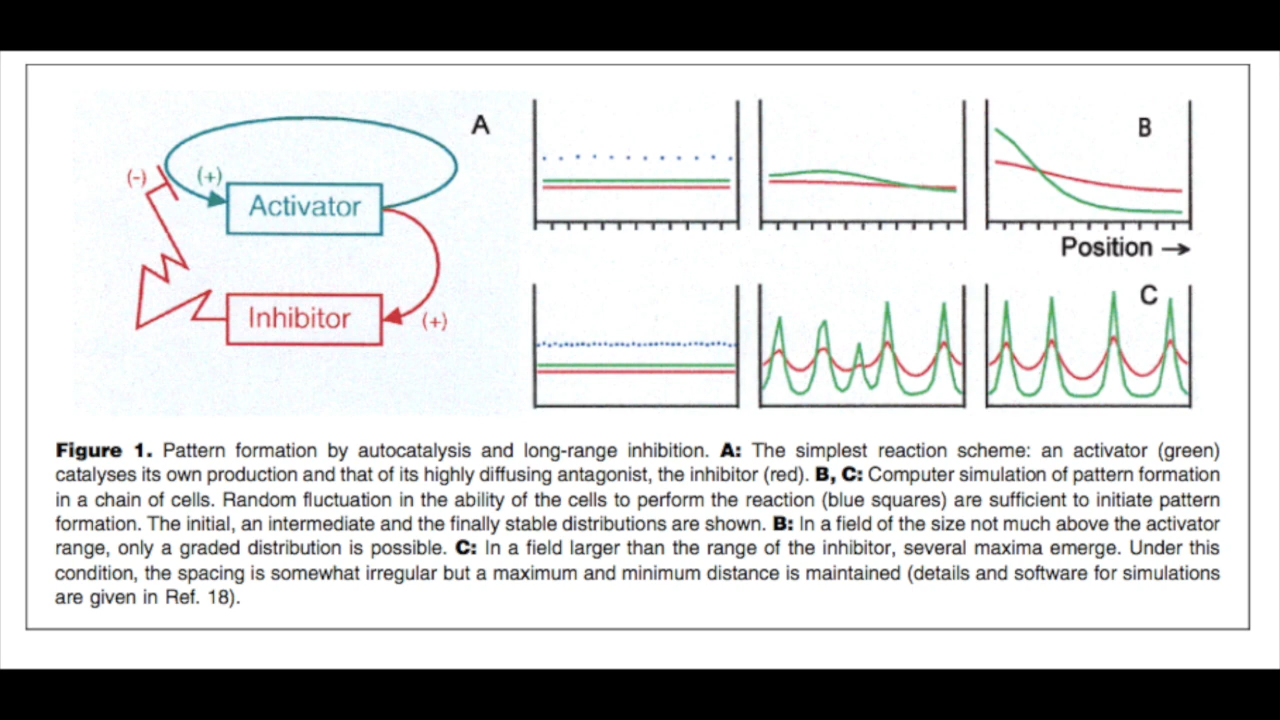 A
(-)
(+)
Activator
Inhibitor
(+)
B
Position
C
Figure 1. Pattern formation by autocatalysis and long-range inhibition. A: The simplest reaction scheme: an activator (green)
catalyses its own production and that of its highly diffusing antagonist, the inhibitor (red). B, C: Computer simulation of pattern formation
in a chain of cells. Random fluctuation in the ability of the cells to perform the reaction (blue squares) are sufficient to initiate pattern
formation. The initial, an intermediate and the finally stable distributions are shown. B: In a field of the size not much above the activator
range, only a graded distribution is possible. C: In a field larger than the range of the inhibitor, several maxima emerge. Under this
condition, the spacing is somewhat irregular but a maximum and minimum distance is maintained (details and software for simulations
are given in Ref. 18).